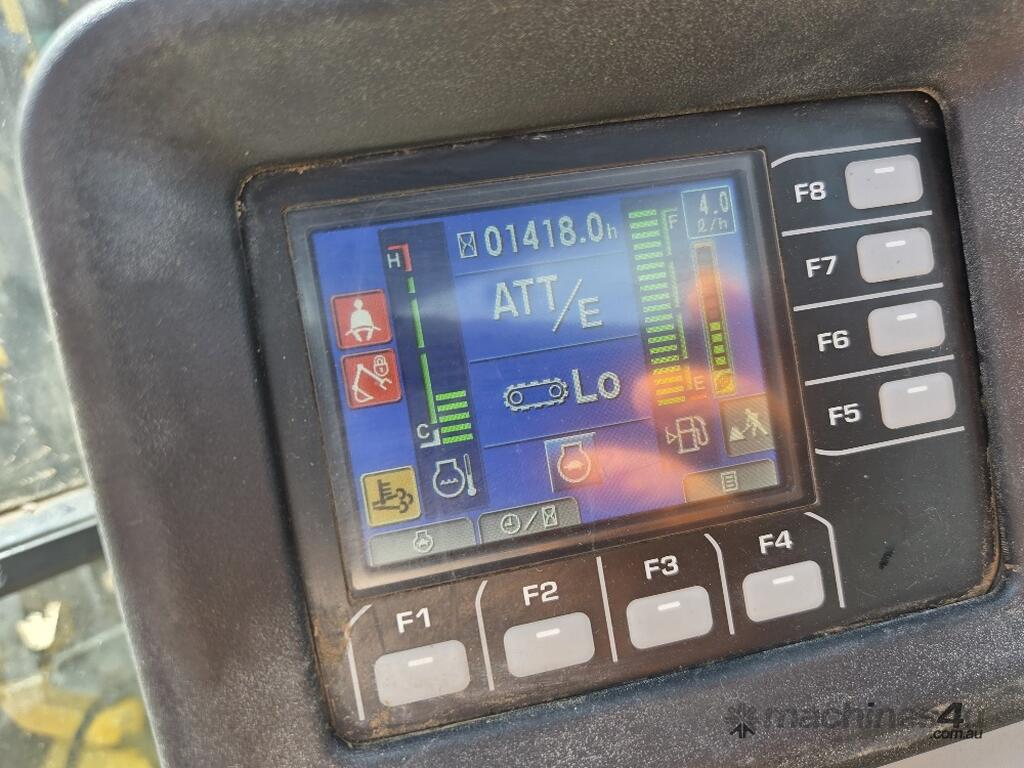 01418.0h
4.0
ℓ/h
H
F
ATT/E
Lo
E
C
F8
F7
F6
F5
F1
F2
F3
F4
machines4u
.com.au